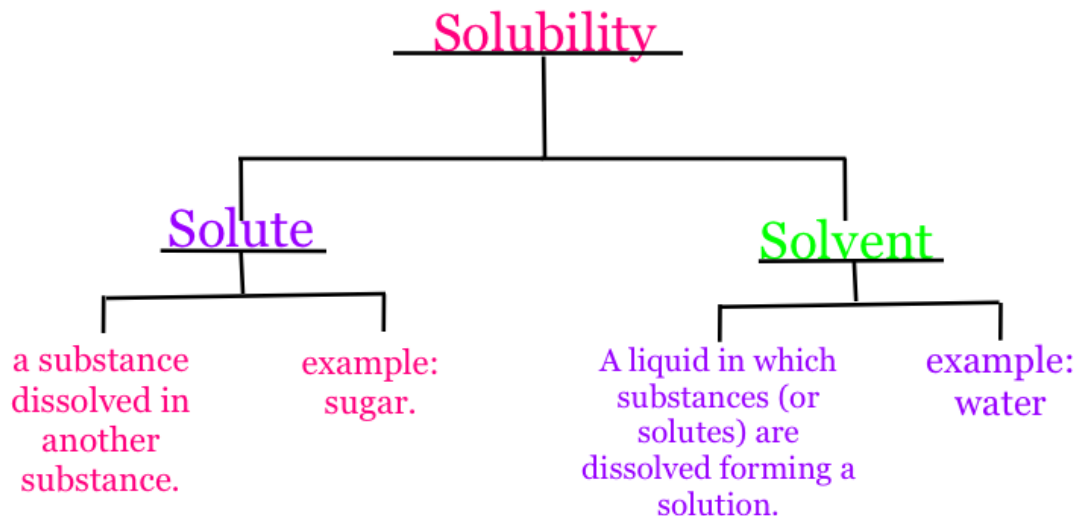 Solubility
Solute
Solvent
a substance
dissolved in
another
substance.
example:
sugar.
A liquid in which
substances (or
solutes) are
dissolved forming a
solution.
example:
water